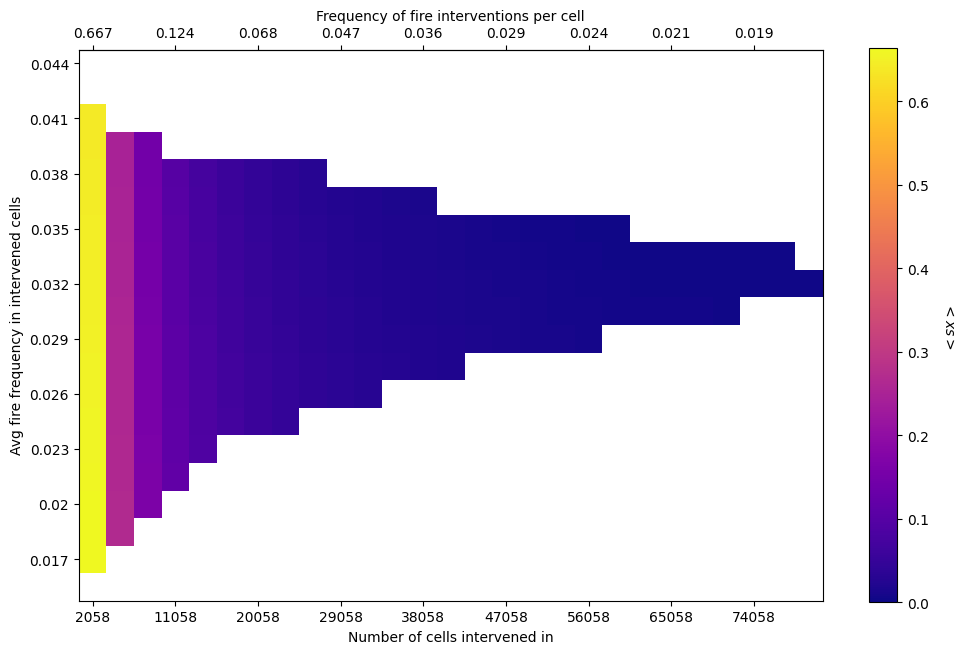 Frequency of fire interventions per cell
0.667 0.124 0.068 0.047 0.036 0.029 0.024 0.021 0.019
0.044
0.041
0.038
0.035
0.032
0.029
0.026
0.023
0.02
0.017
Avg fire frequency in intervened cells
2058 11058 20058 29058 38058 47058 56058 65058 74058
Number of cells intervened in
0.6
0.5
0.4
0.3
0.2
0.1
0.0
< sx >